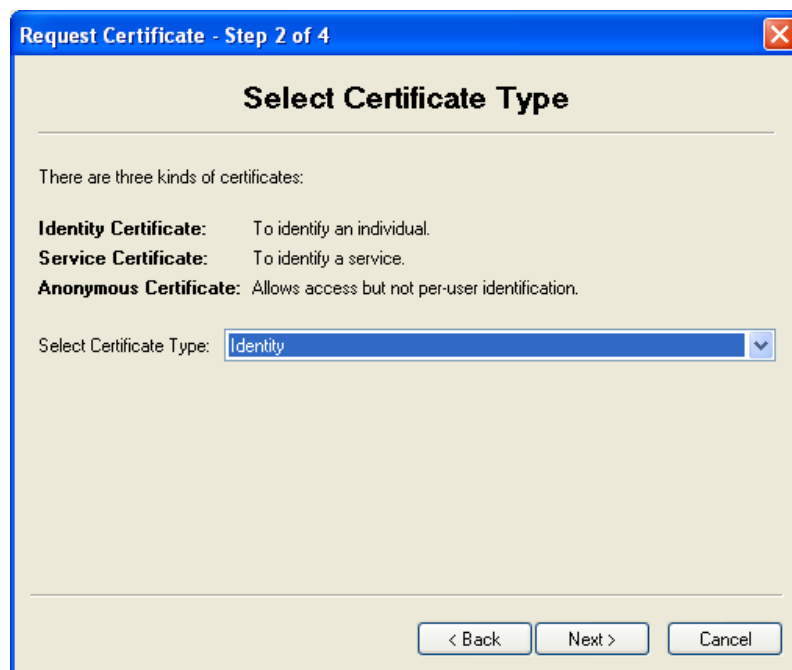 Request Certificate - Step 2 of 4
Select Certificate Type
There are three kinds of certificates:
Identity Certificate: To identify an individual.
Service Certificate: To identify a service.
Anonymous Certificate: Allows access but not per-user identification.
Select Certificate Type: Identity
< Back Next > Cancel